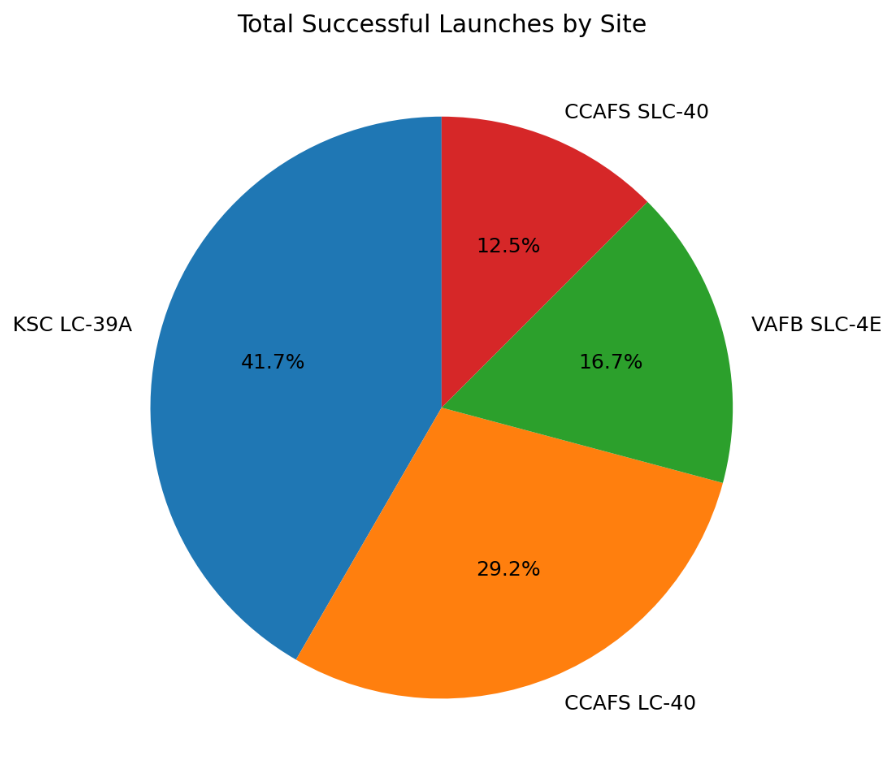 Total Successful Launches by Site
CCAFS SLC-40
12.5%
KSC LC-39A
VAFB SLC-4E
41.7%
16.7%
29.2%
CCAFS LC-40